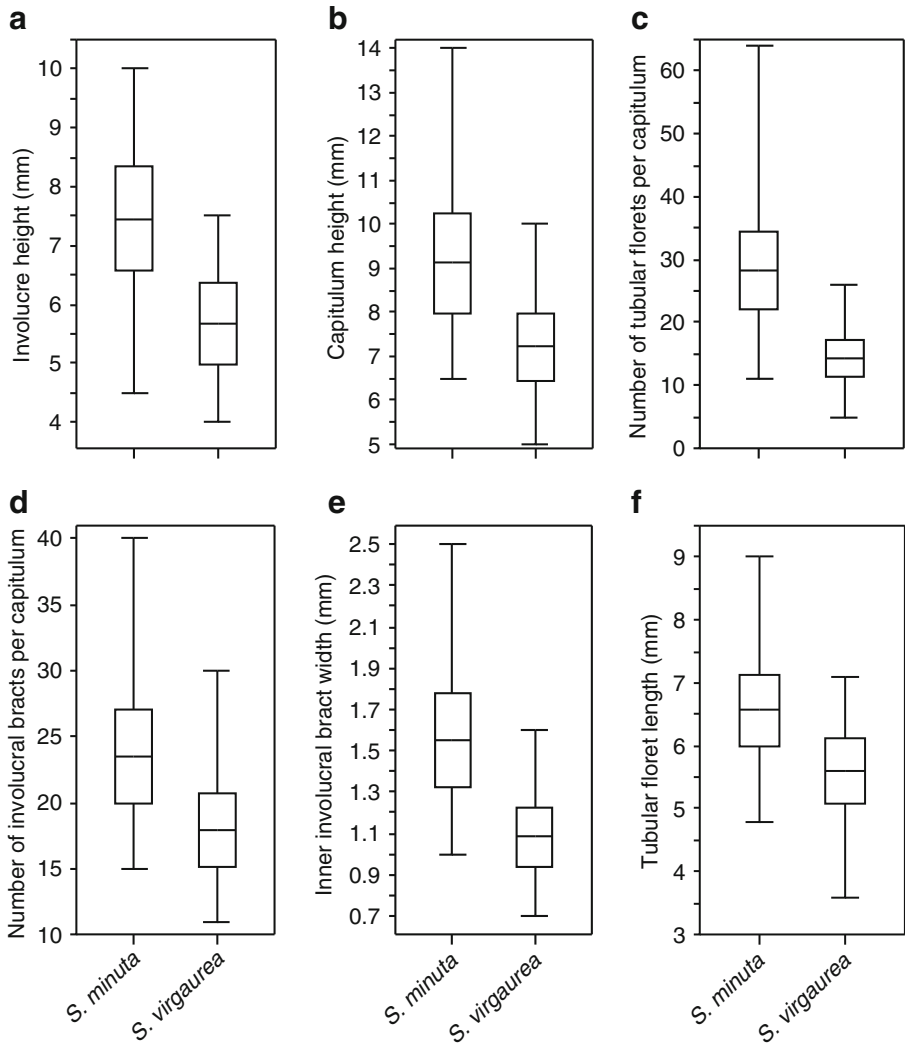 a
Involucre height (mm)
10
9
8
7
6
5
4
b
Capitulum height (mm)
14
13
12
11
10
9
8
7
6
5
c
Number of tubular florets per capitulum
60
50
40
30
20
10
0
d
Number of involucral bracts per capitulum
40
35
30
25
20
15
10
S. minuta
S. virgaurea
e
Inner involucral bract width (mm)
2.5
2.3
2.1
1.9
1.7
1.5
1.3
1.1
0.9
0.7
S. minuta
S. virgaurea
f
Tubular floret length (mm)
9
8
7
6
5
4
3
S. minuta
S. virgaurea